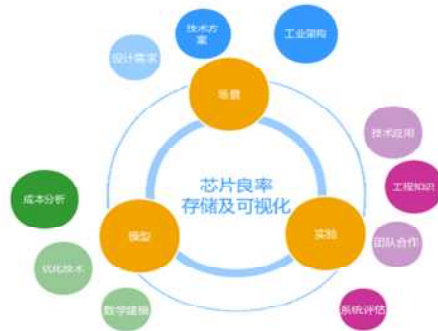 技术方
案
工业架构
设计需求
场景
技术应用
芯片良率
存储及可视化
工程知识
成本分析
模型
实验
团队合作
优化技术
数学建模
系统评估